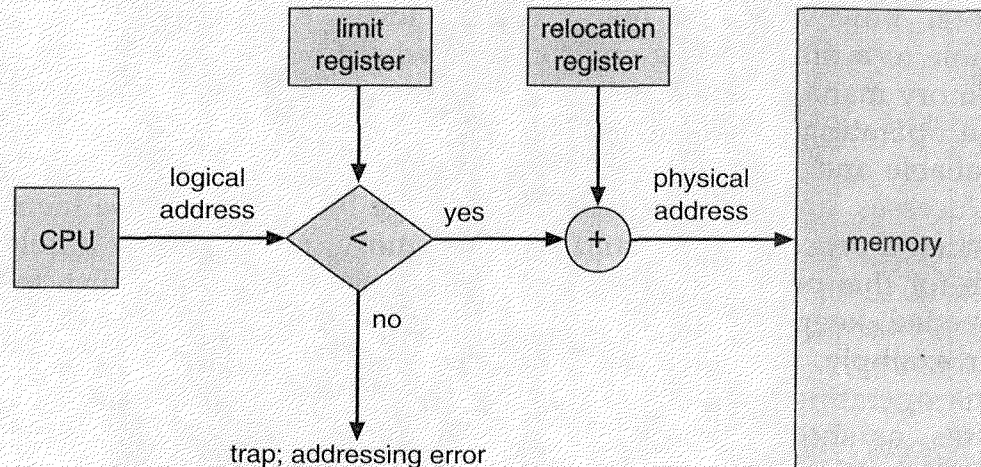 limit
register
relocation
register
logical
address
physical
address
CPU
<
yes
+
memory
no
trap; addressing error